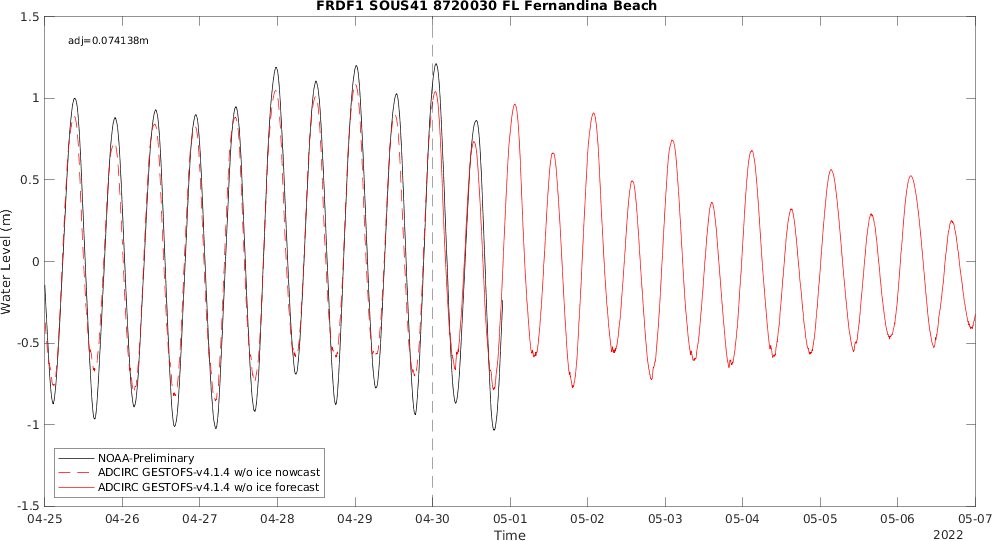 FRDF1 SOUS41 8720030 FL Fernandina Beach
adj=0.074138m
1.5
1
0.5
0
-0.5
-1
-1.5
Water Level (m)
NOAA-Preliminary
ADCIRC GESTOFS-v4.1.4 w/o ice nowcast
ADCIRC GESTOFS-v4.1.4 w/o ice forecast
04-25 04-26 04-27 04-28 04-29 04-30 05-01 05-02 05-03 05-04 05-05 05-06 05-07
Time
2022